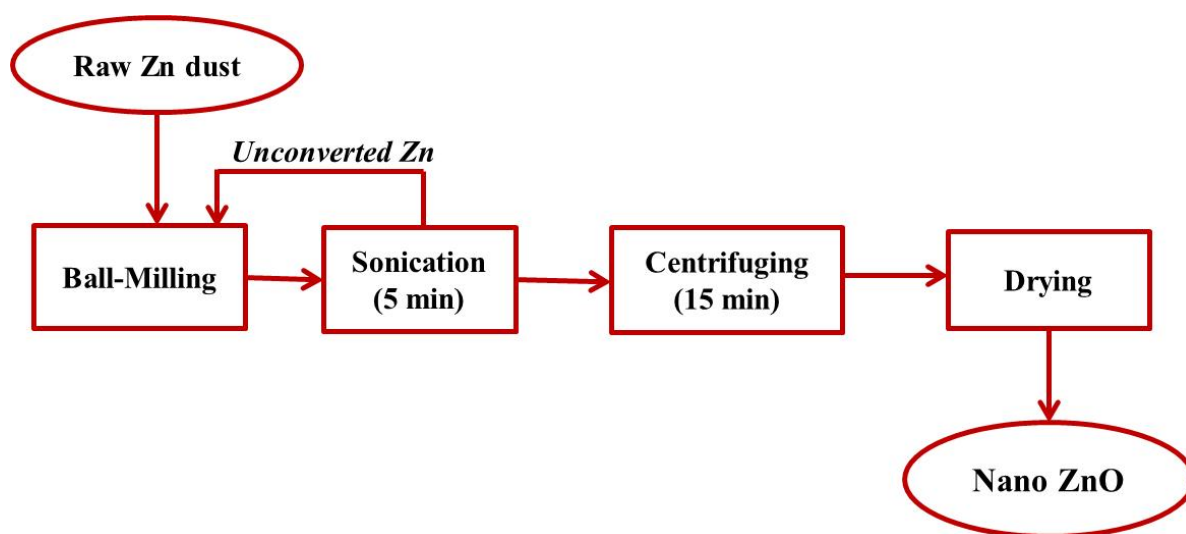 Raw Zn dust
Unconverted Zn
Ball-Milling
Sonication
(5 min)
Centrifuging
(15 min)
Drying
Nano ZnO